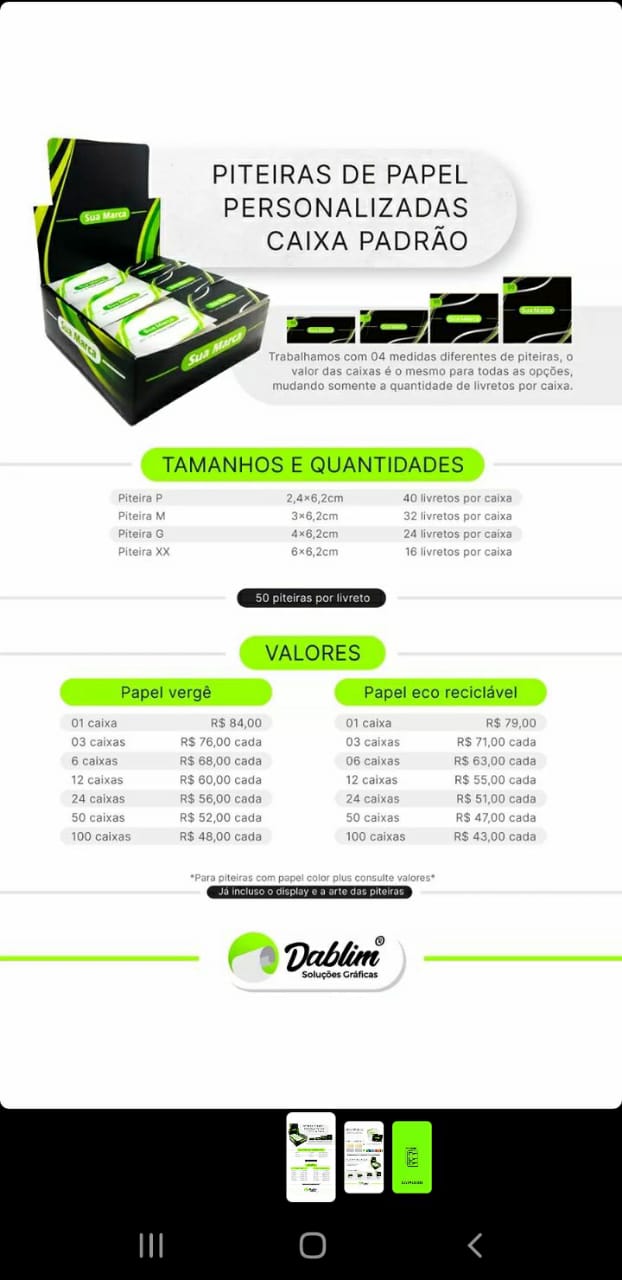 PITEIRAS DE PAPEL
PERSONALIZADAS
CAIXA PADRÃO
Sua Marca
Sua Marca
Sua Marca
Sua Marca
Sua Marca
Sua Marca
Sua Marca
Trabalhamos com 04 medidas diferentes de piteiras, o
valor das caixas é o mesmo para todas as opções,
mudando somente a quantidade de livretos por caixa.
TAMANHOS E QUANTIDADES
Piteira P 2,4×6,2cm 40 livretos por caixa
Piteira M 3×6,2cm 32 livretos por caixa
Piteira G 4×6,2cm 24 livretos por caixa
Piteira XX 6×6,2cm 16 livretos por caixa
50 piteiras por livreto
VALORES
Papel vergê
01 caixa R$ 84,00
03 caixas R$ 76,00 cada
6 caixas R$ 68,00 cada
12 caixas R$ 60,00 cada
24 caixas R$ 56,00 cada
50 caixas R$ 52,00 cada
100 caixas R$ 48,00 cada
Papel eco reciclável
01 caixa R$ 79,00
03 caixas R$ 71,00 cada
06 caixas R$ 63,00 cada
12 caixas R$ 55,00 cada
24 caixas R$ 51,00 cada
50 caixas R$ 47,00 cada
100 caixas R$ 43,00 cada
*Para piteiras com papel color plus consulte valores*
Já incluso o display e a arte das piteiras
Dablim®
Soluções Gráficas